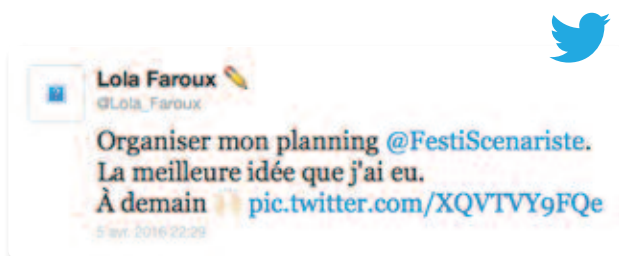 Lola Faroux ✏️
@Lola_Faroux
Organiser mon planning @FestiScenariste.
La meilleure idée que j'ai eu.
À demain 🙌🏻 pic.twitter.com/XQVTVY9FQe
5 avr. 2016 22:29